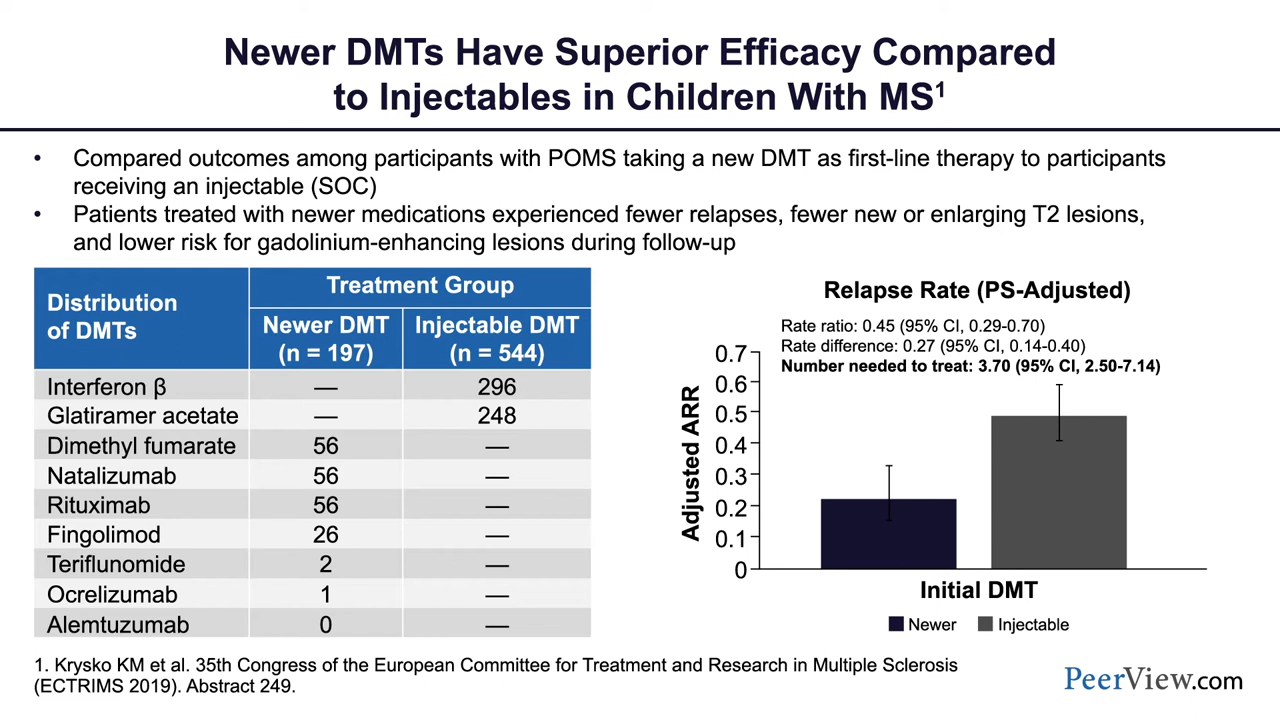 Newer DMTs Have Superior Efficacy Compared
to Injectables in Children With MS1
• Compared outcomes among participants with POMS taking a new DMT as first-line therapy to participants
receiving an injectable (SOC)
• Patients treated with newer medications experienced fewer relapses, fewer new or enlarging T2 lesions,
and lower risk for gadolinium-enhancing lesions during follow-up
Distribution
of DMTs
Treatment Group
Newer DMT
(n = 197)
Injectable DMT
(n = 544)
Interferon β — 296
Glatiramer acetate — 248
Dimethyl fumarate 56 —
Natalizumab 56 —
Rituximab 56 —
Fingolimod 26 —
Teriflunomide 2 —
Ocrelizumab 1 —
Alemtuzumab 0 —
Relapse Rate (PS-Adjusted)
Rate ratio: 0.45 (95% CI, 0.29-0.70)
Rate difference: 0.27 (95% CI, 0.14-0.40)
Number needed to treat: 3.70 (95% CI, 2.50-7.14)
Adjusted ARR
0.7
0.6
0.5
0.4
0.3
0.2
0.1
0
Initial DMT
Newer Injectable
1. Krysko KM et al. 35th Congress of the European Committee for Treatment and Research in Multiple Sclerosis
(ECTRIMS 2019). Abstract 249.
PeerView.com